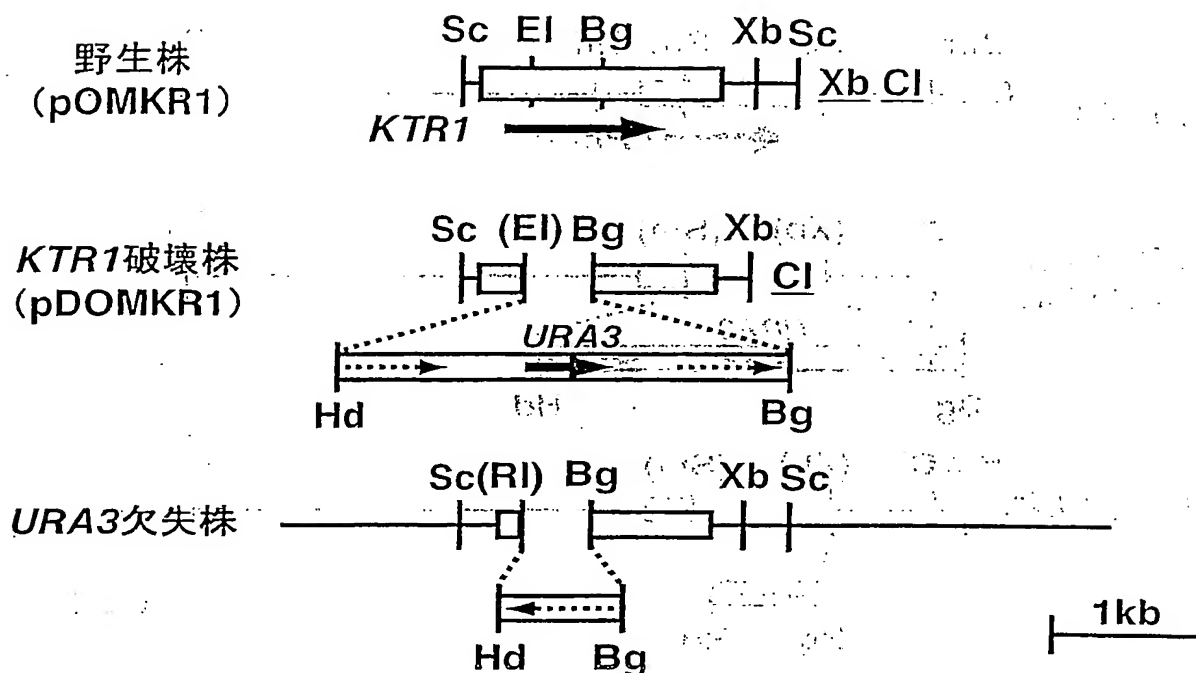 Sc EI Bg Xb Sc
野生株
(pOMKR1)
Xb CI
KTR1
Sc (EI) Bg Xb
KTR1破壊株
(pDOMKR1)
CI
URA3
Hd Bg
Sc(RI) Bg Xb Sc
URA3欠失株
1kb
Hd Bg